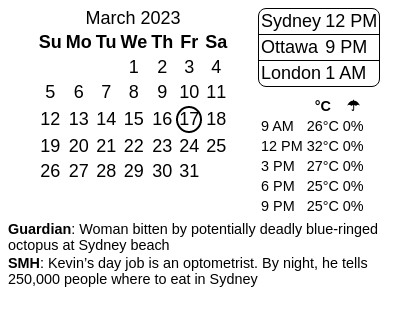 March 2023
Su Mo Tu We Th Fr Sa
1 2 3 4
5 6 7 8 9 10 11
12 13 14 15 16 17 18
19 20 21 22 23 24 25
26 27 28 29 30 31
Sydney 12 PM
Ottawa 9 PM
London 1 AM
°C ☂
9 AM 26°C 0%
12 PM 32°C 0%
3 PM 27°C 0%
6 PM 25°C 0%
9 PM 25°C 0%
Guardian: Woman bitten by potentially deadly blue-ringed
octopus at Sydney beach
SMH: Kevin’s day job is an optometrist. By night, he tells
250,000 people where to eat in Sydney